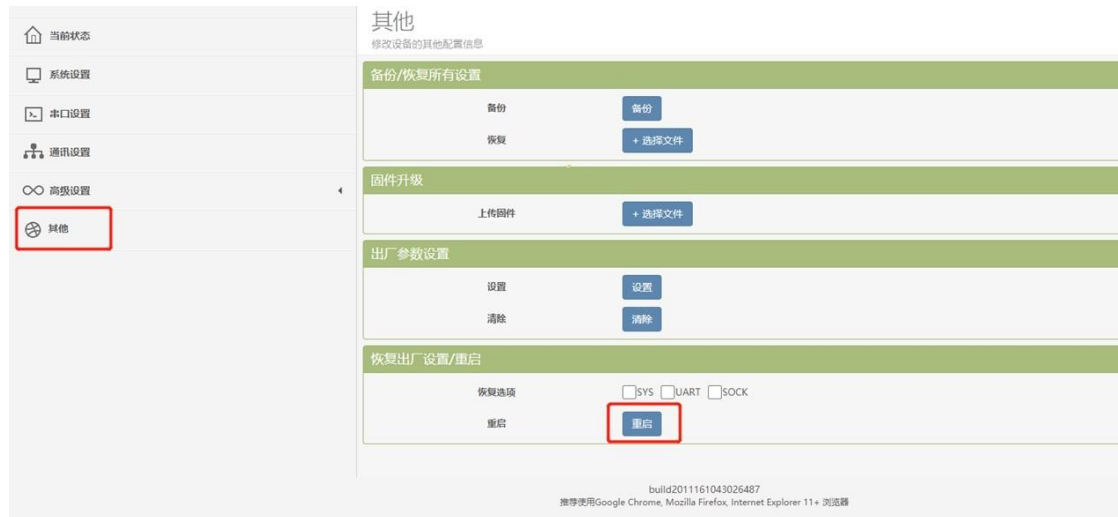 当前状态
系统设置
串口设置
通讯设置
高级设置
其他
其他
修改设备的其他配置信息
备份/恢复所有设置
备份 备份
恢复 + 选择文件
固件升级
上传固件 + 选择文件
出厂参数设置
设置 设置
清除 清除
恢复出厂设置/重启
恢复选项 SYS UART SOCK
重启 重启
build2011161043026487
推荐使用Google Chrome, Mozilla Firefox, Internet Explorer 11+ 浏览器